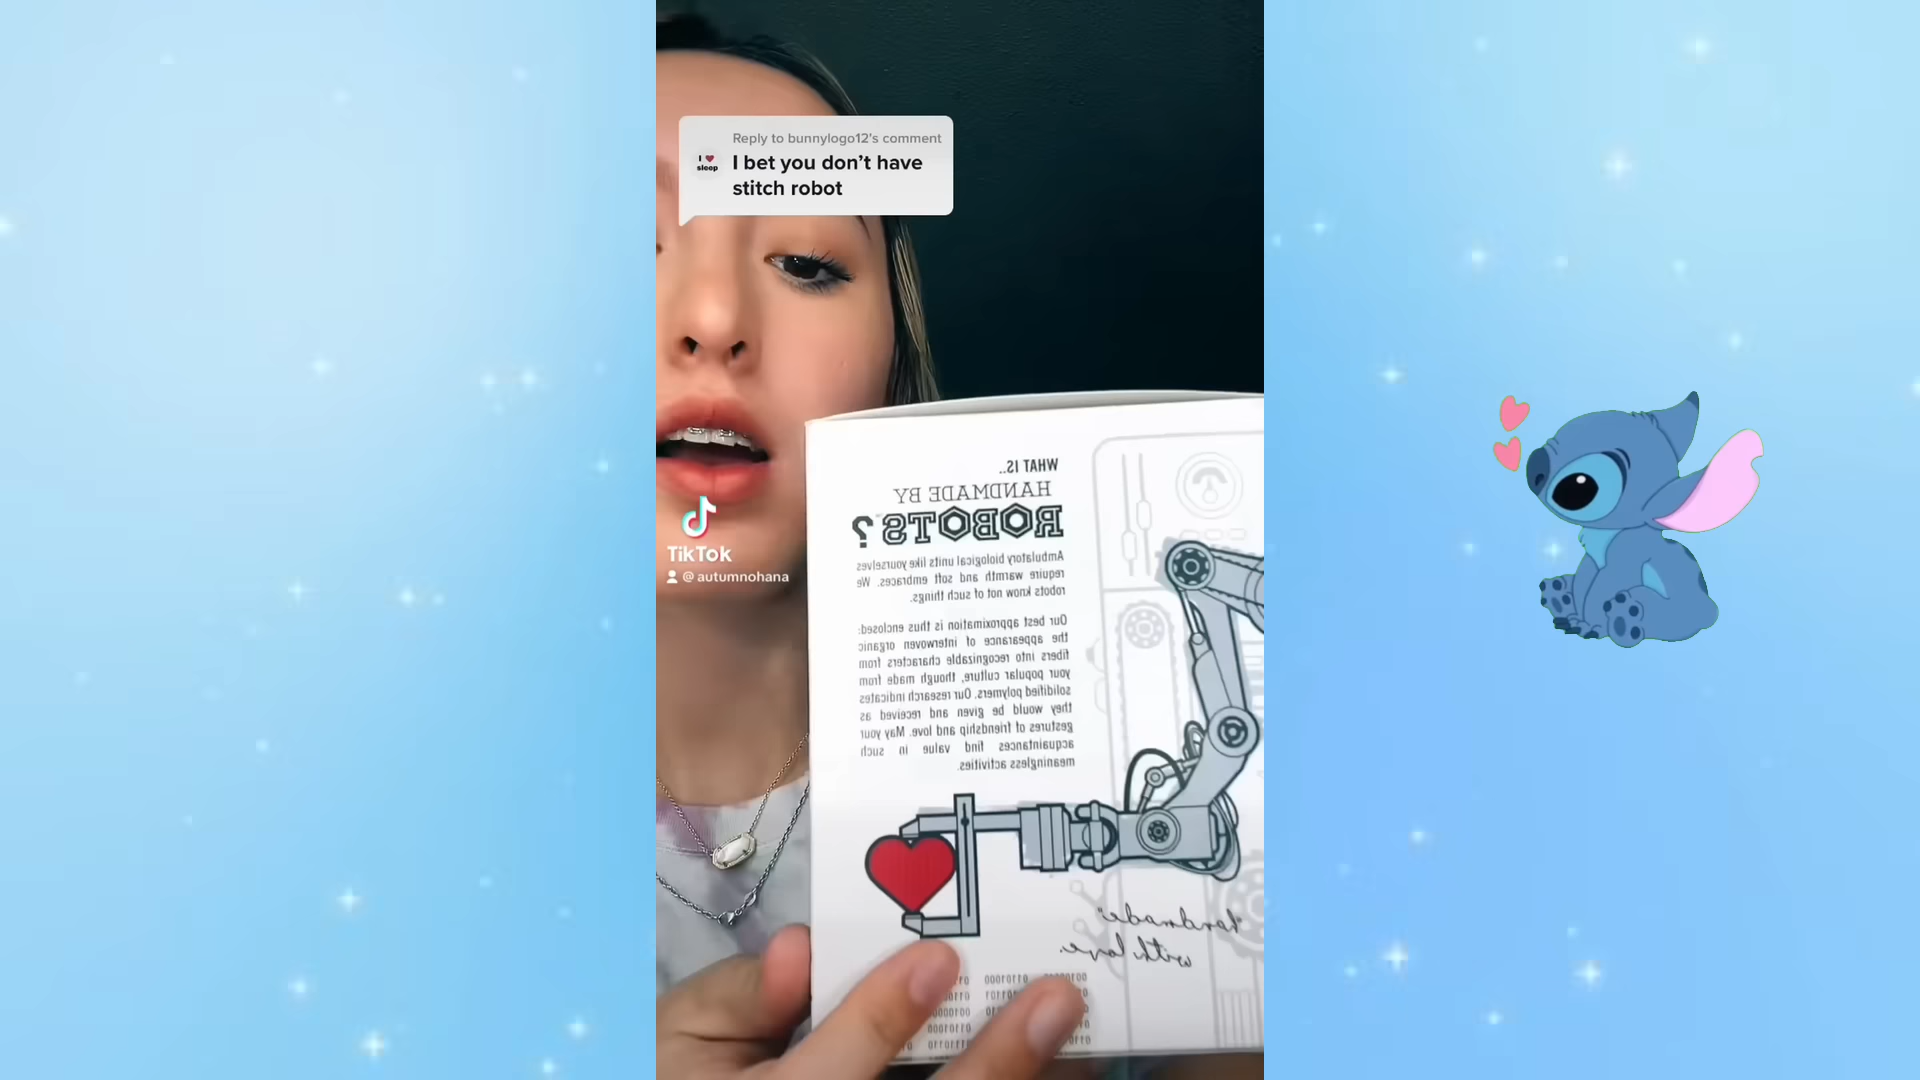 Reply to bunnylogo12's comment
I ♥
sleep
I bet you don't have
stitch robot
WHAT IS..
HANDMADE BY
ROBOTS?
TikTok
@autumnohana
Ambulatory biological units like yourselves
require warmth and soft embraces. We
robots know not of such things.
Our best approximation is thus enclosed:
the appearance of interwoven organic
fibers into recognizable characters from
your popular culture, though made from
solidified polymers. Our research indicates
they would be given and received as
gestures of friendship and love. May your
acquaintances find value in such
meaningless activities.
"handmade"
with love.